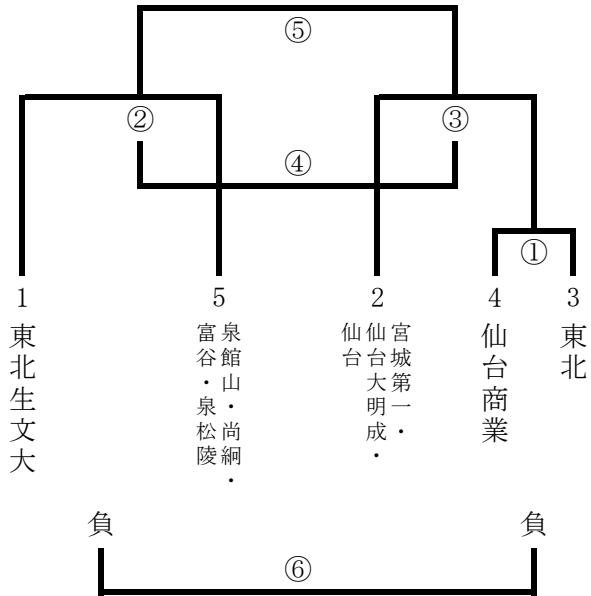 ⑤
②
③
④
①
1
5
2
4
3
東北生文大
泉館山・尚絅・
富谷・泉松陵
宮城第一・
仙台大明成・
仙台
仙台商業
東北
負
負
⑥